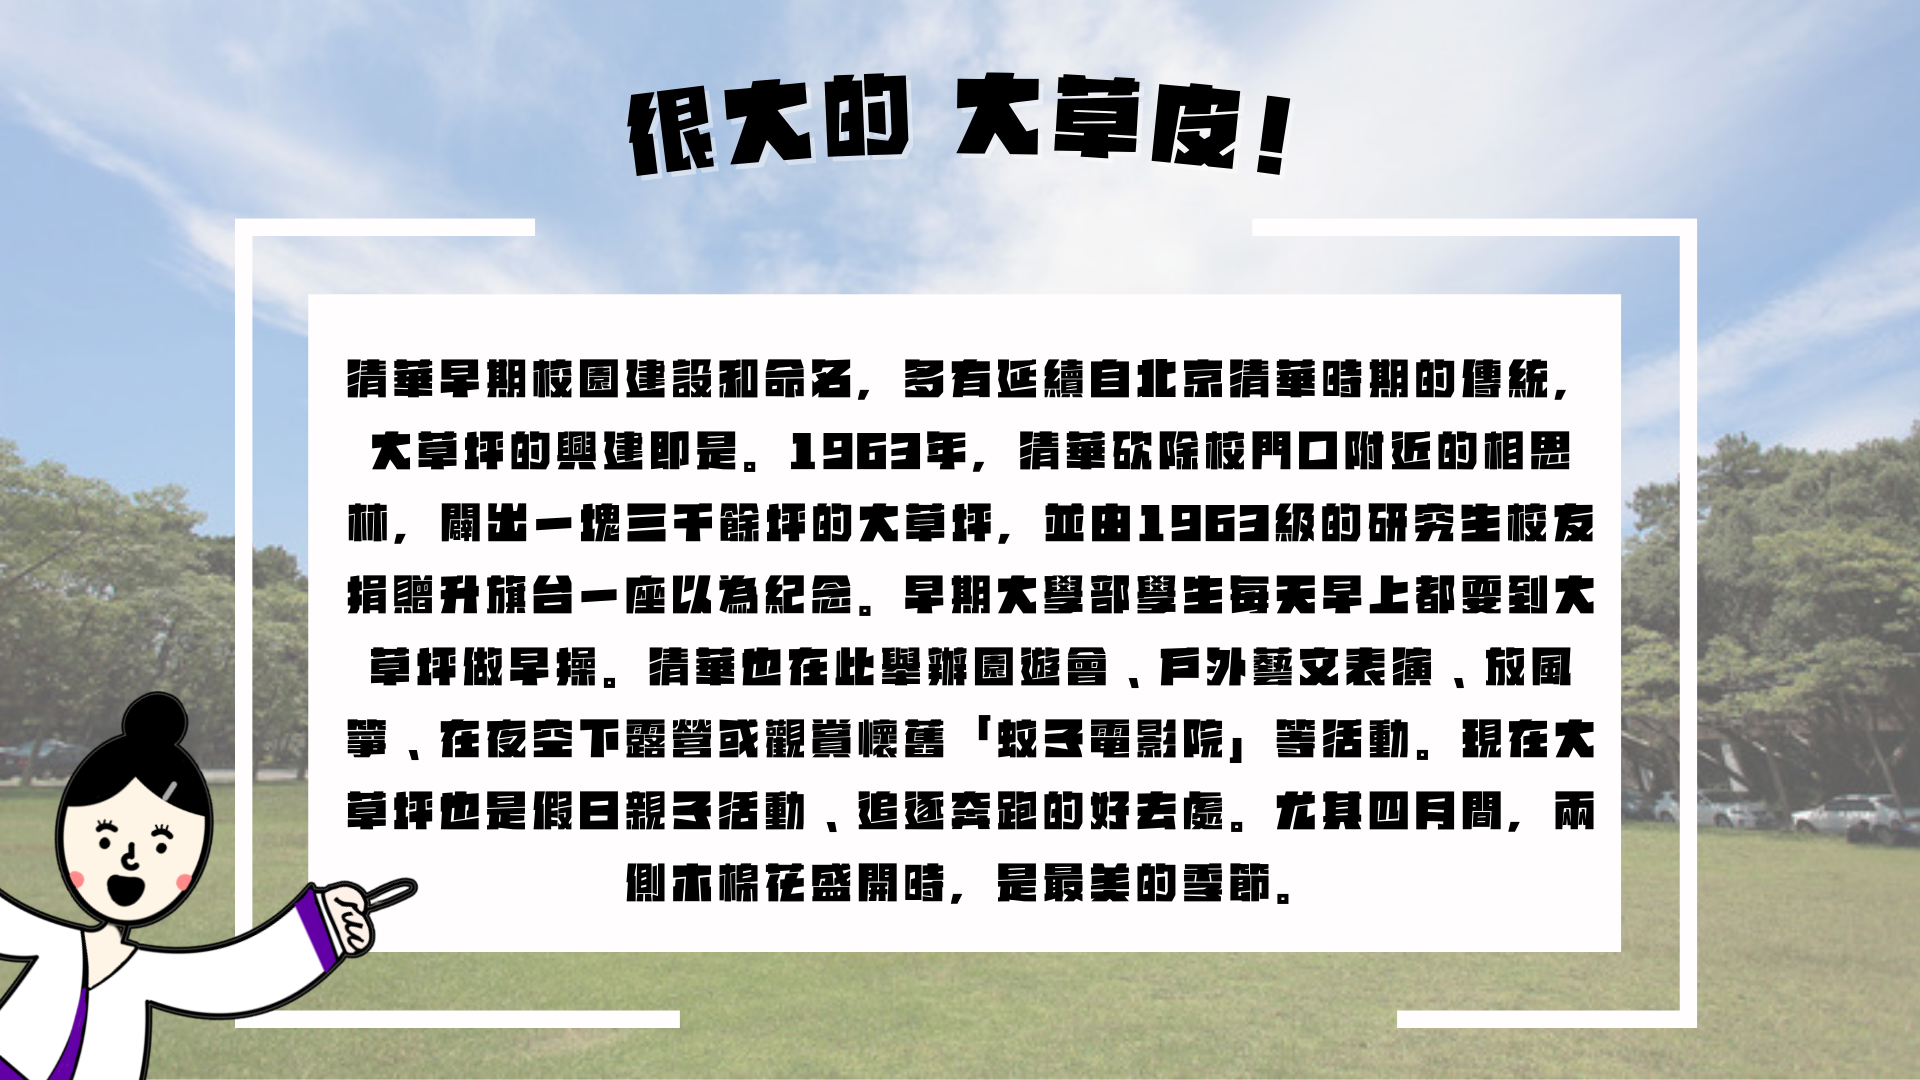 很大的 大草皮!
清華早期校園建設和命名，多有延續自北京清華時期的傳統，
大草坪的興建即是。1963年，清華砍除校門口附近的相思
林，闢出一塊三千餘坪的大草坪，並由1963級的研究生校友
捐贈升旗台一座以為紀念。早期大學部學生每天早上都要到大
草坪做早操。清華也在此舉辦園遊會、戶外藝文表演、放風
箏、在夜空下露營或觀賞懷舊「蚊子電影院」等活動。現在大
草坪也是假日親子活動、追逐奔跑的好去處。尤其四月間，兩
側木棉花盛開時，是最美的季節。